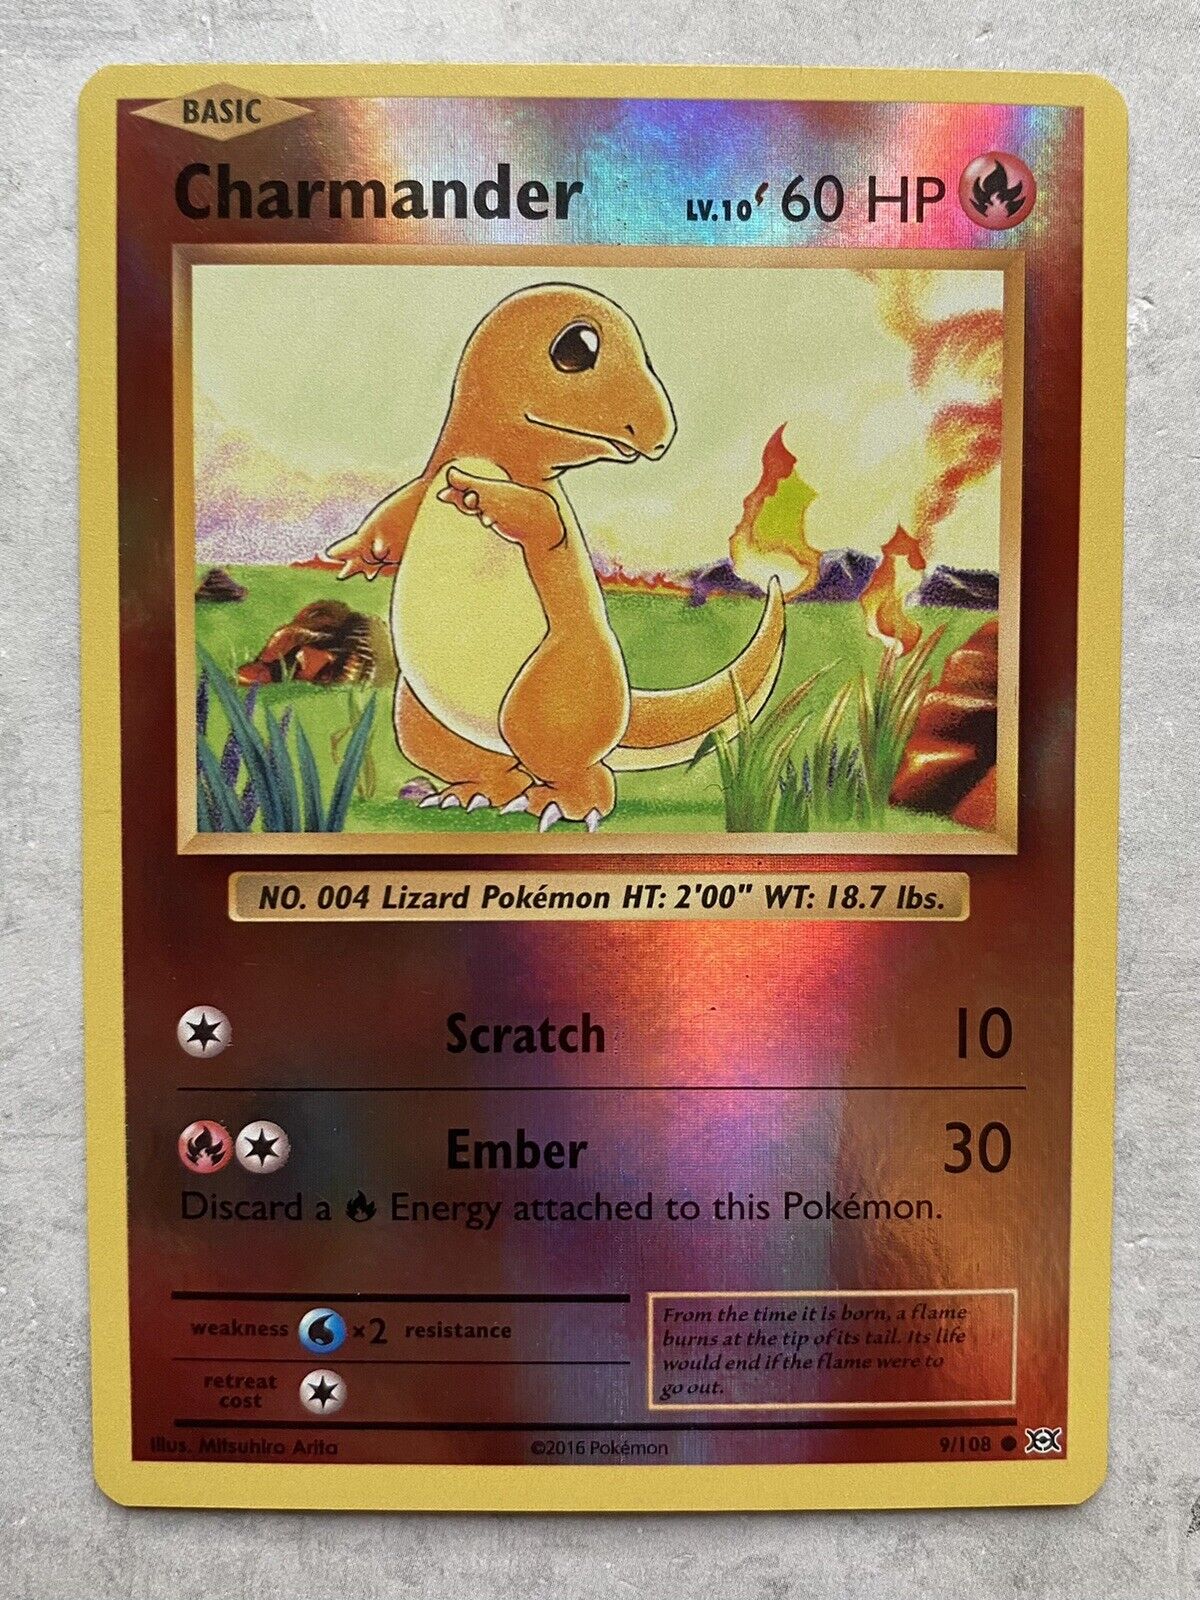 BASIC
Charmander LV.10 60 HP
NO. 004 Lizard Pokémon HT: 2'00" WT: 18.7 lbs.
Scratch 10
Ember 30
Discard a Energy attached to this Pokémon.
weakness ×2 resistance
retreat
cost
From the time it is born, a flame
burns at the tip of its tail. Its life
would end if the flame were to
go out.
Illus. Mitsuhiro Arita ©2016 Pokémon 9/108